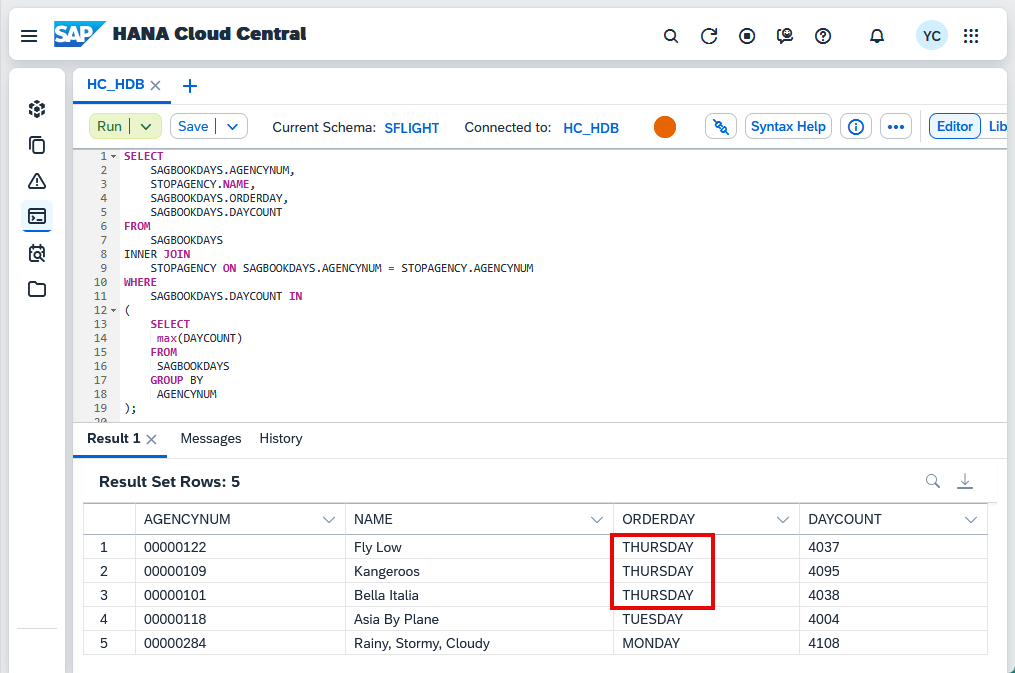 SAP HANA Cloud Central
YC
HC_HDB
Run
Save
Current Schema: SFLIGHT
Connected to: HC_HDB
Syntax Help
Editor
Lib
1 SELECT
2 SAGBOOKDAYS.AGENCYNUM,
3 STOPAGENCY.NAME,
4 SAGBOOKDAYS.ORDERDAY,
5 SAGBOOKDAYS.DAYCOUNT
6 FROM
7 SAGBOOKDAYS
8 INNER JOIN
9 STOPAGENCY ON SAGBOOKDAYS.AGENCYNUM = STOPAGENCY.AGENCYNUM
10 WHERE
11 SAGBOOKDAYS.DAYCOUNT IN
12 (
13 SELECT
14 max(DAYCOUNT)
15 FROM
16 SAGBOOKDAYS
17 GROUP BY
18 AGENCYNUM
19 );
20
Result 1 Messages History
Result Set Rows: 5
AGENCYNUM NAME ORDERDAY DAYCOUNT
1 00000122 Fly Low THURSDAY 4037
2 00000109 Kangeroos THURSDAY 4095
3 00000101 Bella Italia THURSDAY 4038
4 00000118 Asia By Plane TUESDAY 4004
5 00000284 Rainy, Stormy, Cloudy MONDAY 4108